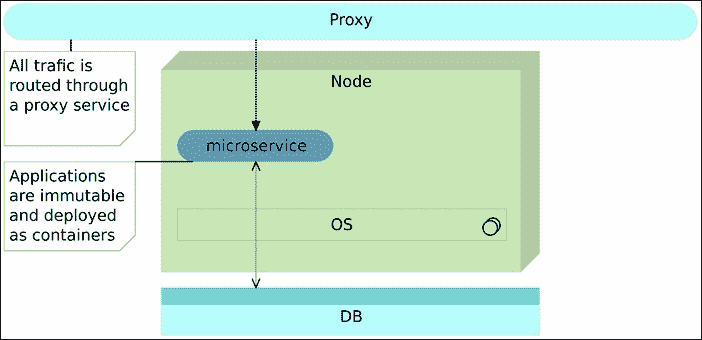 Proxy
All trafic is
routed through
a proxy service
Node
microservice
Applications
are immutable
and deployed
as containers
OS
DB